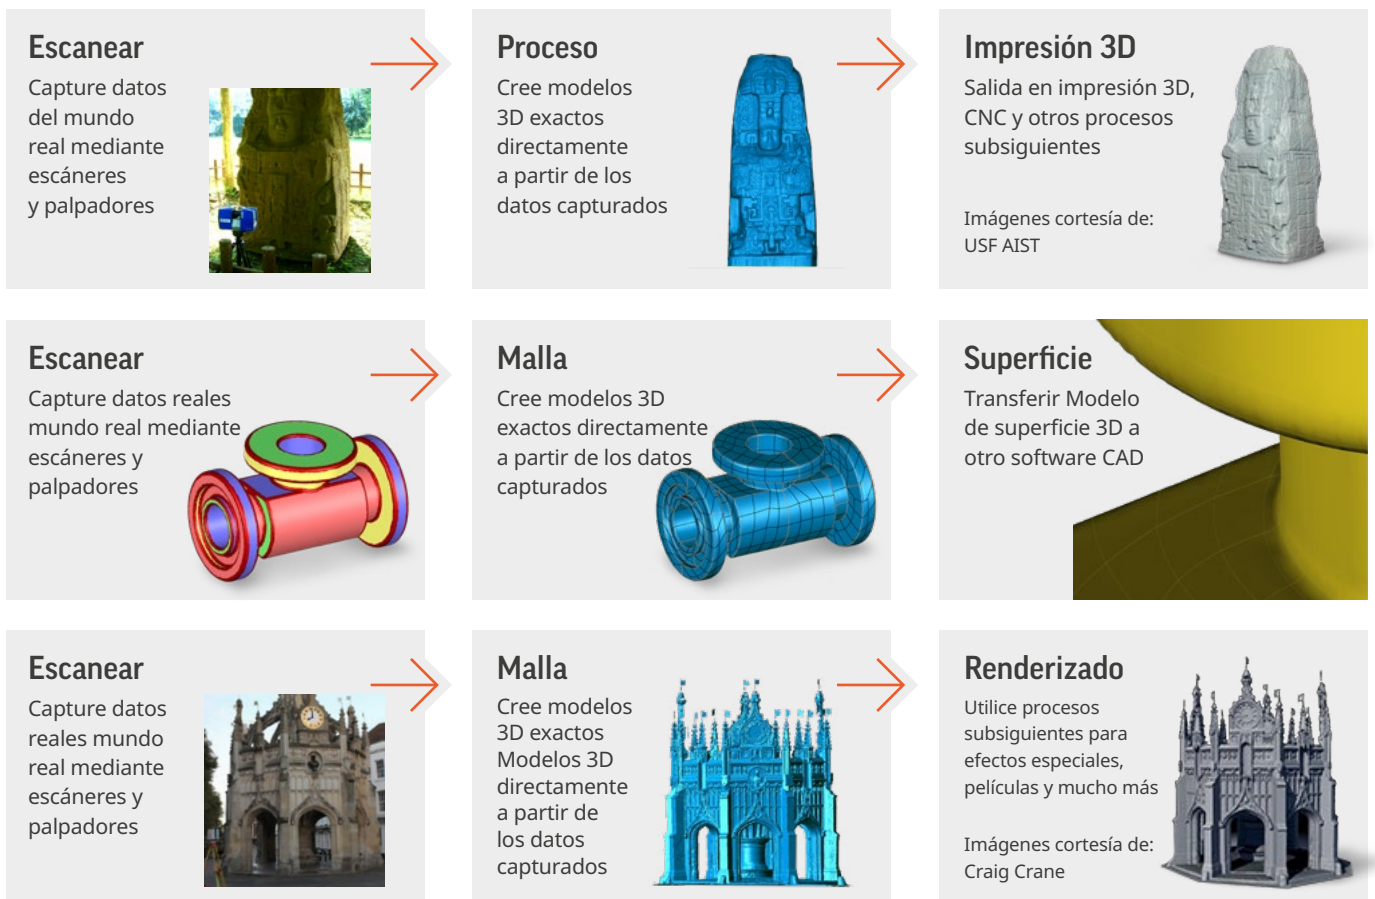 Escanear
Capture datos
del mundo
real mediante
escáneres
y palpadores
Proceso
Cree modelos
3D exactos
directamente
a partir de los
datos capturados
Impresión 3D
Salida en impresión 3D,
CNC y otros procesos
subsiguientes
Imágenes cortesía de:
USF AIST
Escanear
Capture datos reales
mundo real mediante
escáneres y
palpadores
Malla
Cree modelos 3D
exactos directamente
a partir de los datos
capturados
Superficie
Transferir Modelo
de superficie 3D a
otro software CAD
Escanear
Capture datos
reales mundo
real mediante
escáneres y
palpadores
Malla
Cree modelos
3D exactos
Modelos 3D
directamente
a partir de
los datos
capturados
Renderizado
Utilice procesos
subsiguientes para
efectos especiales,
películas y mucho más
Imágenes cortesía de:
Craig Crane